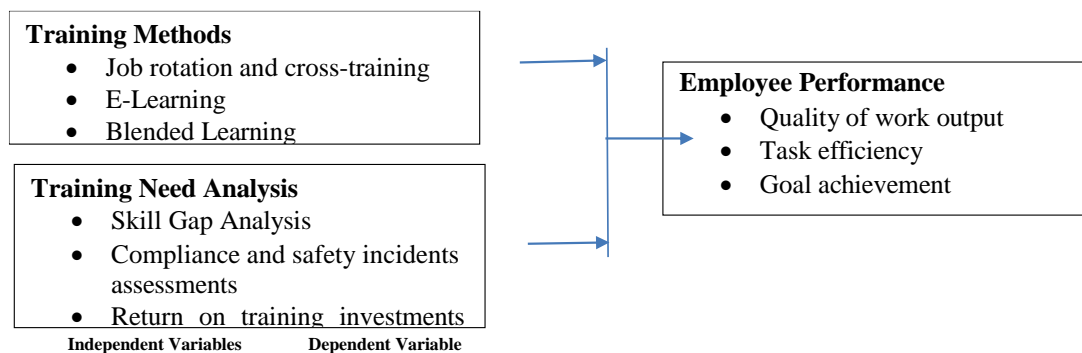 Training Methods
• Job rotation and cross-training
• E-Learning
• Blended Learning
Training Need Analysis
• Skill Gap Analysis
• Compliance and safety incidents
assessments
• Return on training investments
Employee Performance
• Quality of work output
• Task efficiency
• Goal achievement
Independent Variables
Dependent Variable